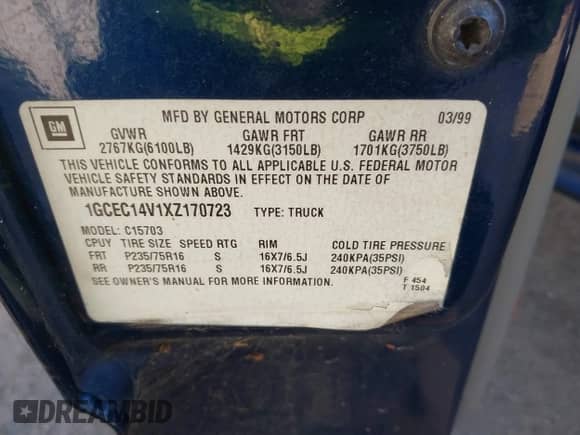 MFD BY GENERAL MOTORS CORP 03/99
GM
GVWR GAWR FRT GAWR RR
2767KG(6100LB) 1429KG(3150LB) 1701KG(3750LB)
THIS VEHICLE CONFORMS TO ALL APPLICABLE U.S. FEDERAL MOTOR
VEHICLE SAFETY STANDARDS IN EFFECT ON THE DATE OF
MANUFACTURE SHOWN ABOVE.
1GCEC14V1XZ170723 TYPE: TRUCK
MODEL: C15703
CPUY TIRE SIZE SPEED RTG RIM COLD TIRE PRESSURE
FRT P235/75R16 S 16X7/6.5J 240KPA(35PSI)
RR P235/75R16 S 16X7/6.5J 240KPA(35PSI)
SEE OWNER'S MANUAL FOR MORE INFORMATION.
F 454
T 1504
DREAMBID